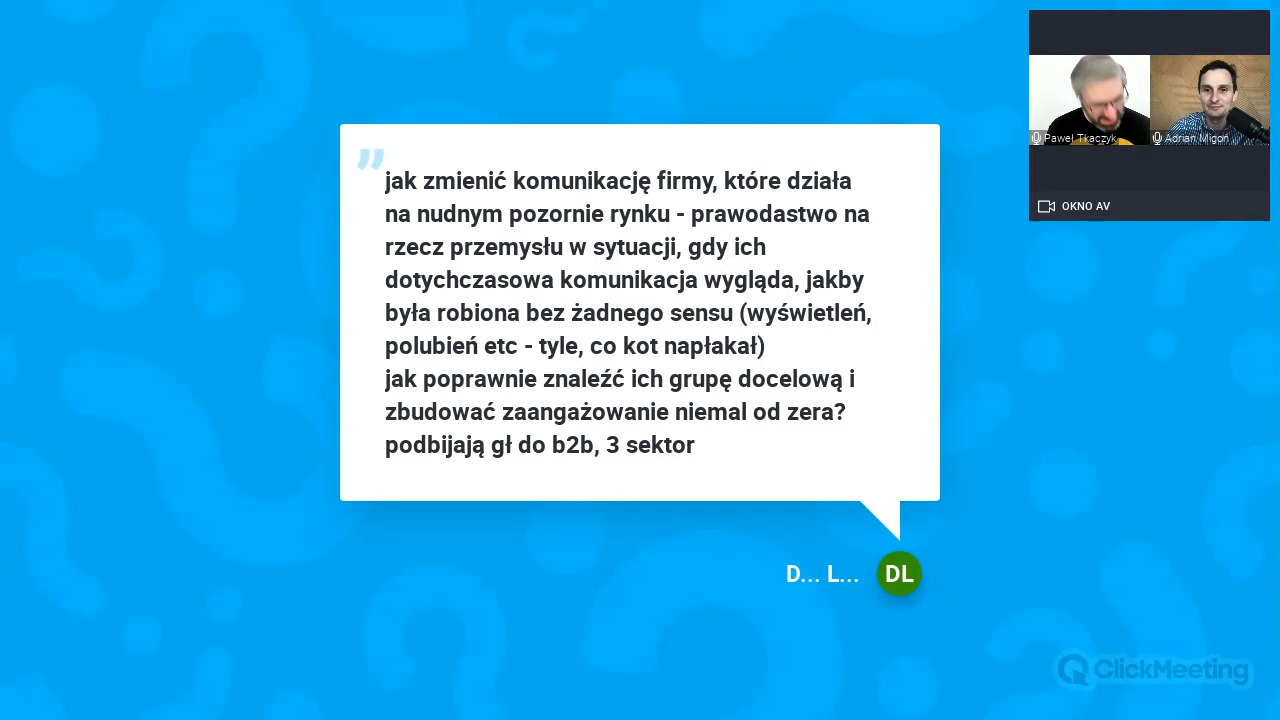 jak zmienić komunikację firmy, które działa
na nudnym pozornie rynku - prawodastwo na
rzecz przemysłu w sytuacji, gdy ich
dotychczasowa komunikacja wygląda, jakby
była robiona bez żadnego sensu (wyświetleń,
polubień etc - tyle, co kot napłakał)
jak poprawnie znaleźć ich grupę docelową i
zbudować zaangażowanie niemal od zera?
podbijają gł do b2b, 3 sektor
D... L... DL
Paweł Tkaczyk
Adrian Migoń
OKNO AV
ClickMeeting